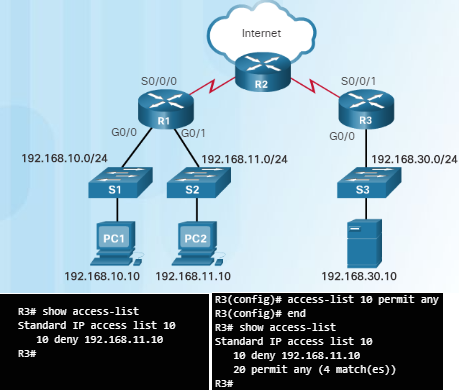 Internet
S0/0/0
R2
S0/0/1
R1
R3
G0/0
G0/1
G0/0
192.168.10.0/24
192.168.11.0/24
192.168.30.0/24
S1
S2
S3
PC1
PC2
192.168.10.10
192.168.11.10
192.168.30.10
R3# show access-list
Standard IP access list 10
10 deny 192.168.11.10
R3#
R3(config)# access-list 10 permit any
R3(config)# end
R3# show access-list
Standard IP access list 10
10 deny 192.168.11.10
20 permit any (4 match(es))
R3#